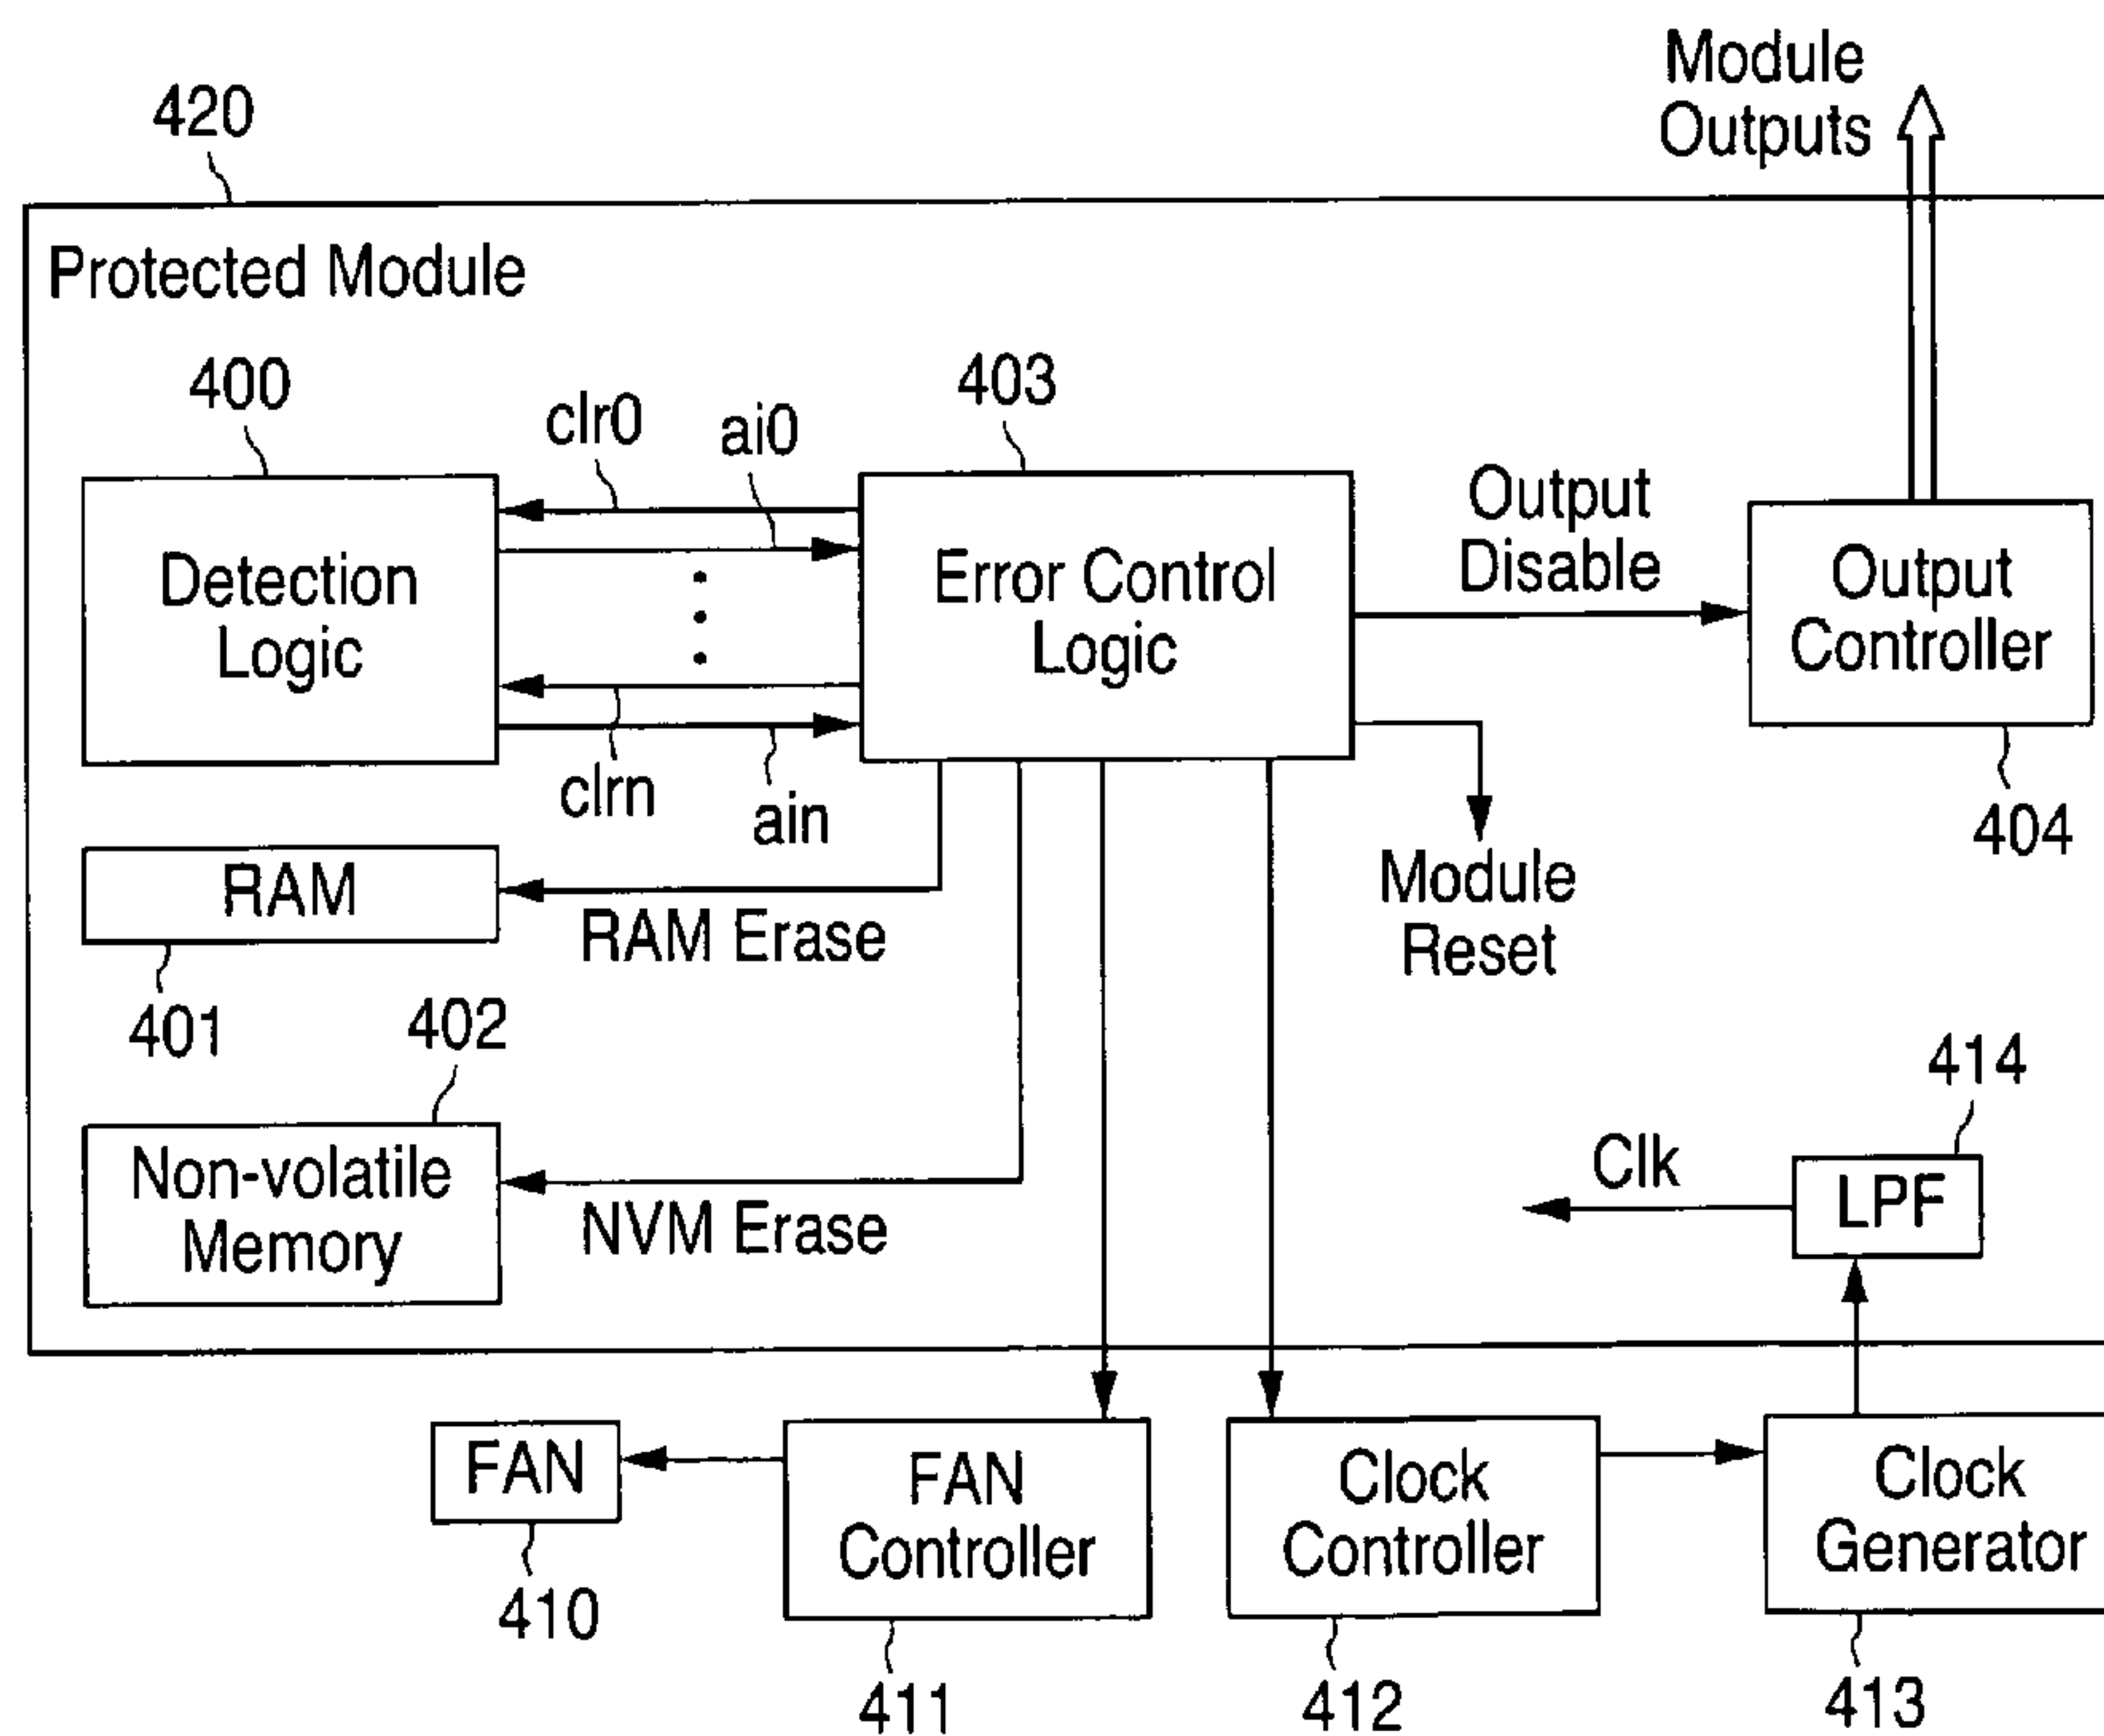 Module
Outputs
420
Protected Module
400
clr0
ai0
403
Detection
Logic
Error Control
Logic
Output
Disable
Output
Controller
404
clrn
ain
Module
Reset
RAM
RAM Erase
401
402
Non-volatile
Memory
NVM Erase
414
Clk
LPF
FAN
410
FAN
Controller
411
Clock
Controller
412
Clock
Generator
413